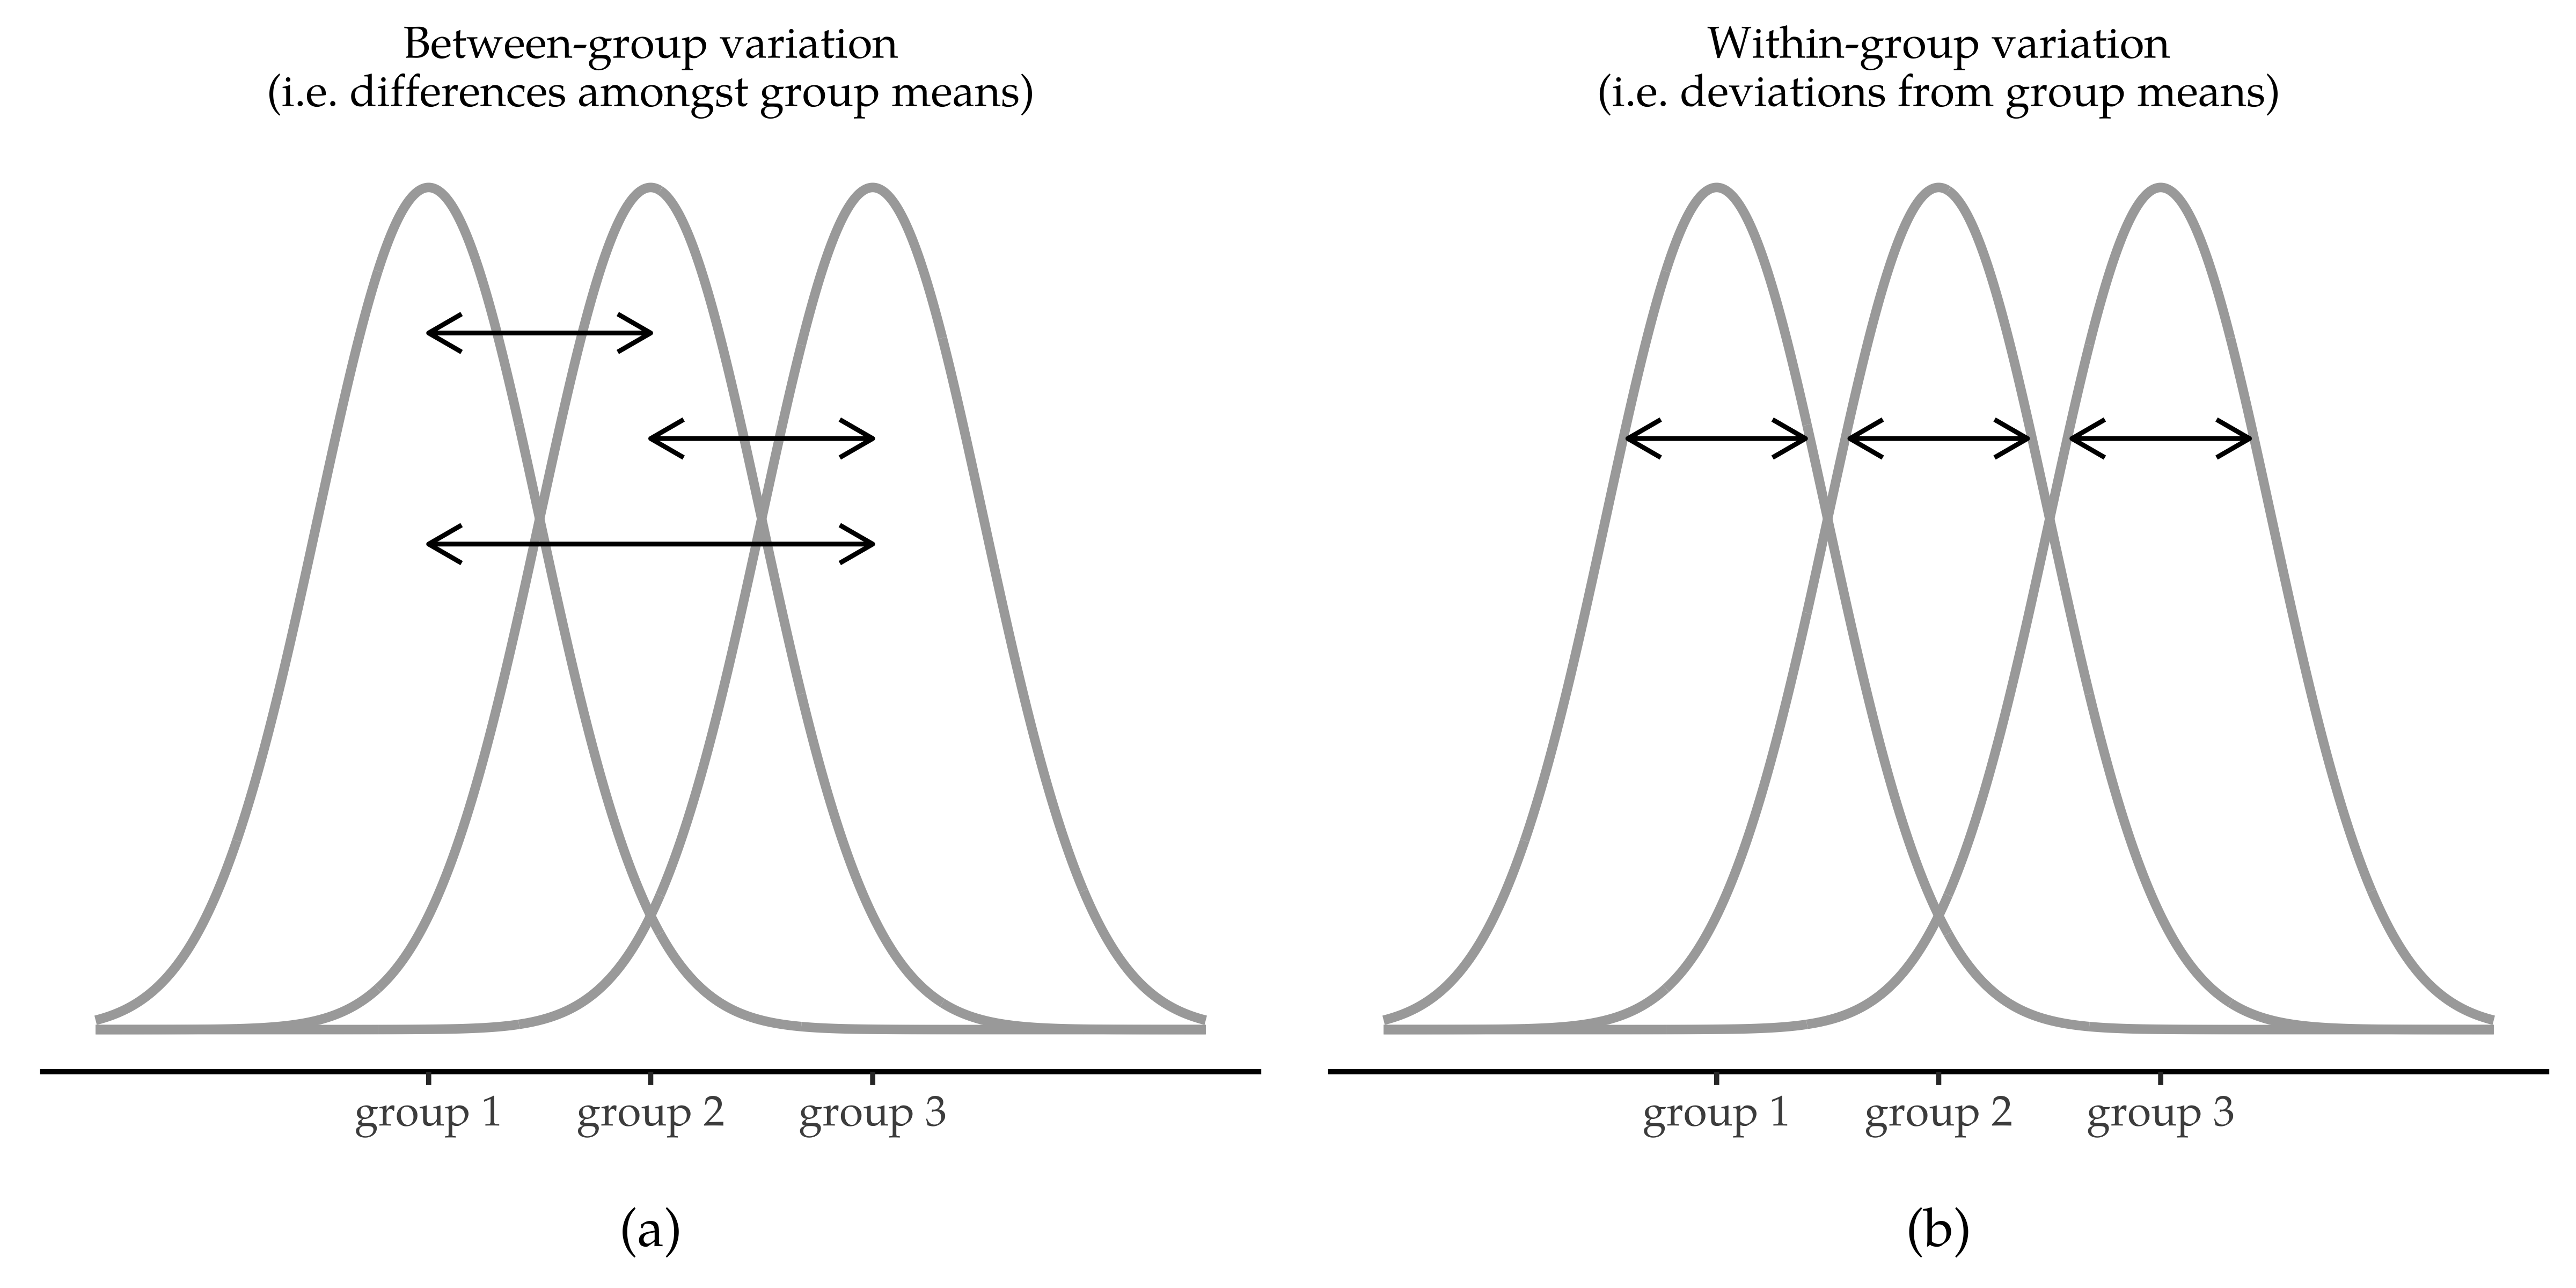 Between-group variation
(i.e. differences amongst group means)
group 1
group 2
group 3
(a)
Within-group variation
(i.e. deviations from group means)
group 1
group 2
group 3
(b)